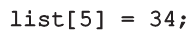 list[5] = 34;